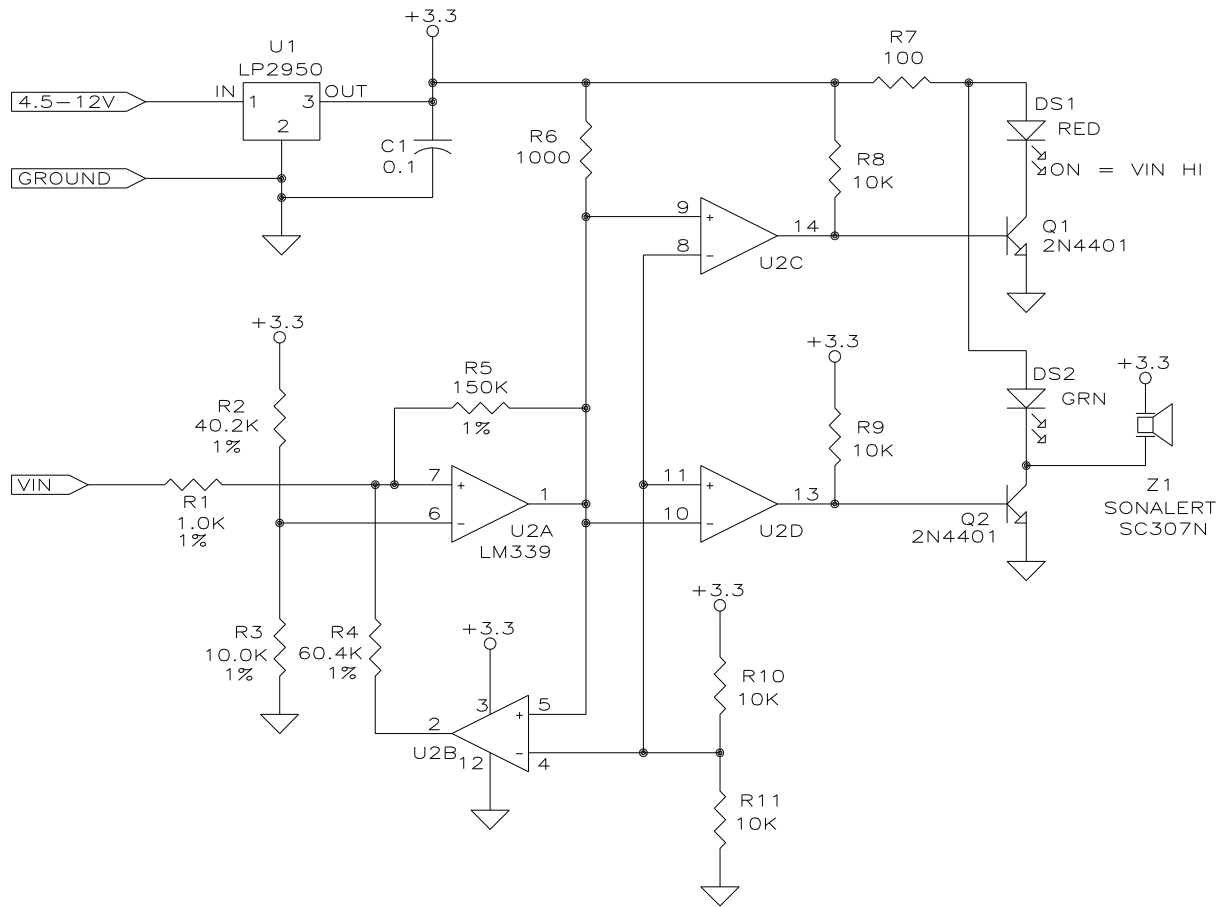 +3.3
R7
100
U1
LP2950
4.5-12V
IN
1
3
OUT
2
GROUND
C1
0.1
R6
1000
R8
10K
DS1
RED
ON = VIN HI
9
+
8
-
14
U2C
Q1
2N4401
+3.3
R2
40.2K
1%
R5
150K
1%
+3.3
R9
10K
DS2
GRN
+3.3
Z1
SONALERT
SC307N
VIN
R1
1.0K
1%
7
+
6
-
1
U2A
LM339
11
+
10
-
13
U2D
Q2
2N4401
R3
10.0K
1%
R4
60.4K
1%
+3.3
3
5
+
2
U2B
12
-
4
+3.3
R10
10K
R11
10K